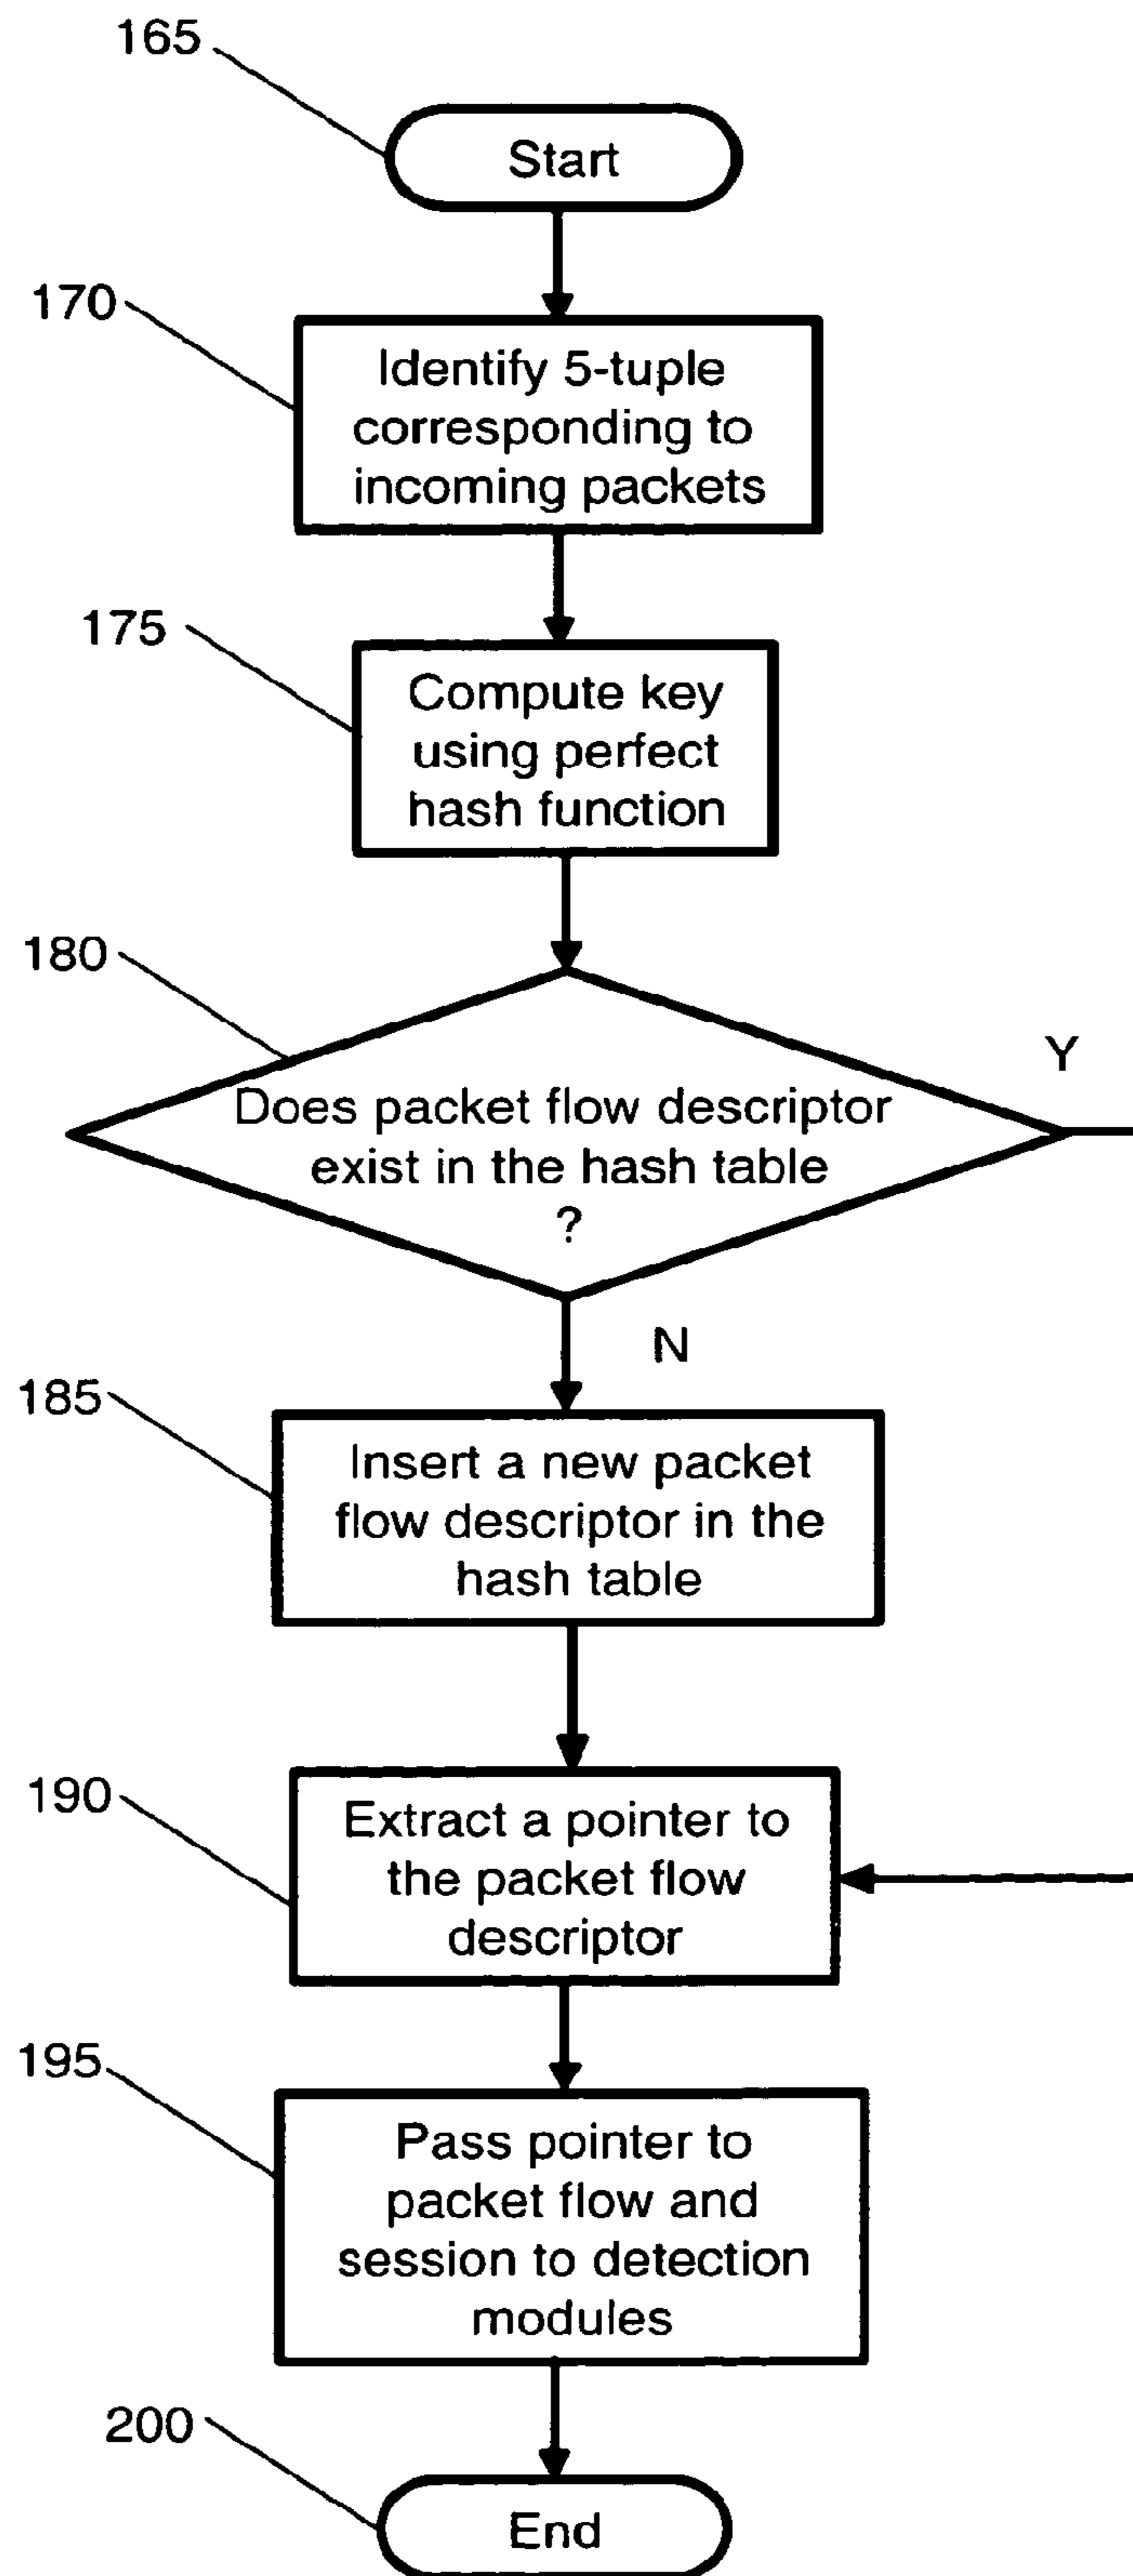 165
Start
170
Identify 5-tuple
corresponding to
incoming packets
175
Compute key
using perfect
hash function
180
Y
Does packet flow descriptor
exist in the hash table
?
N
185
Insert a new packet
flow descriptor in the
hash table
190
Extract a pointer to
the packet flow
descriptor
195
Pass pointer to
packet flow and
session to detection
modules
200
End